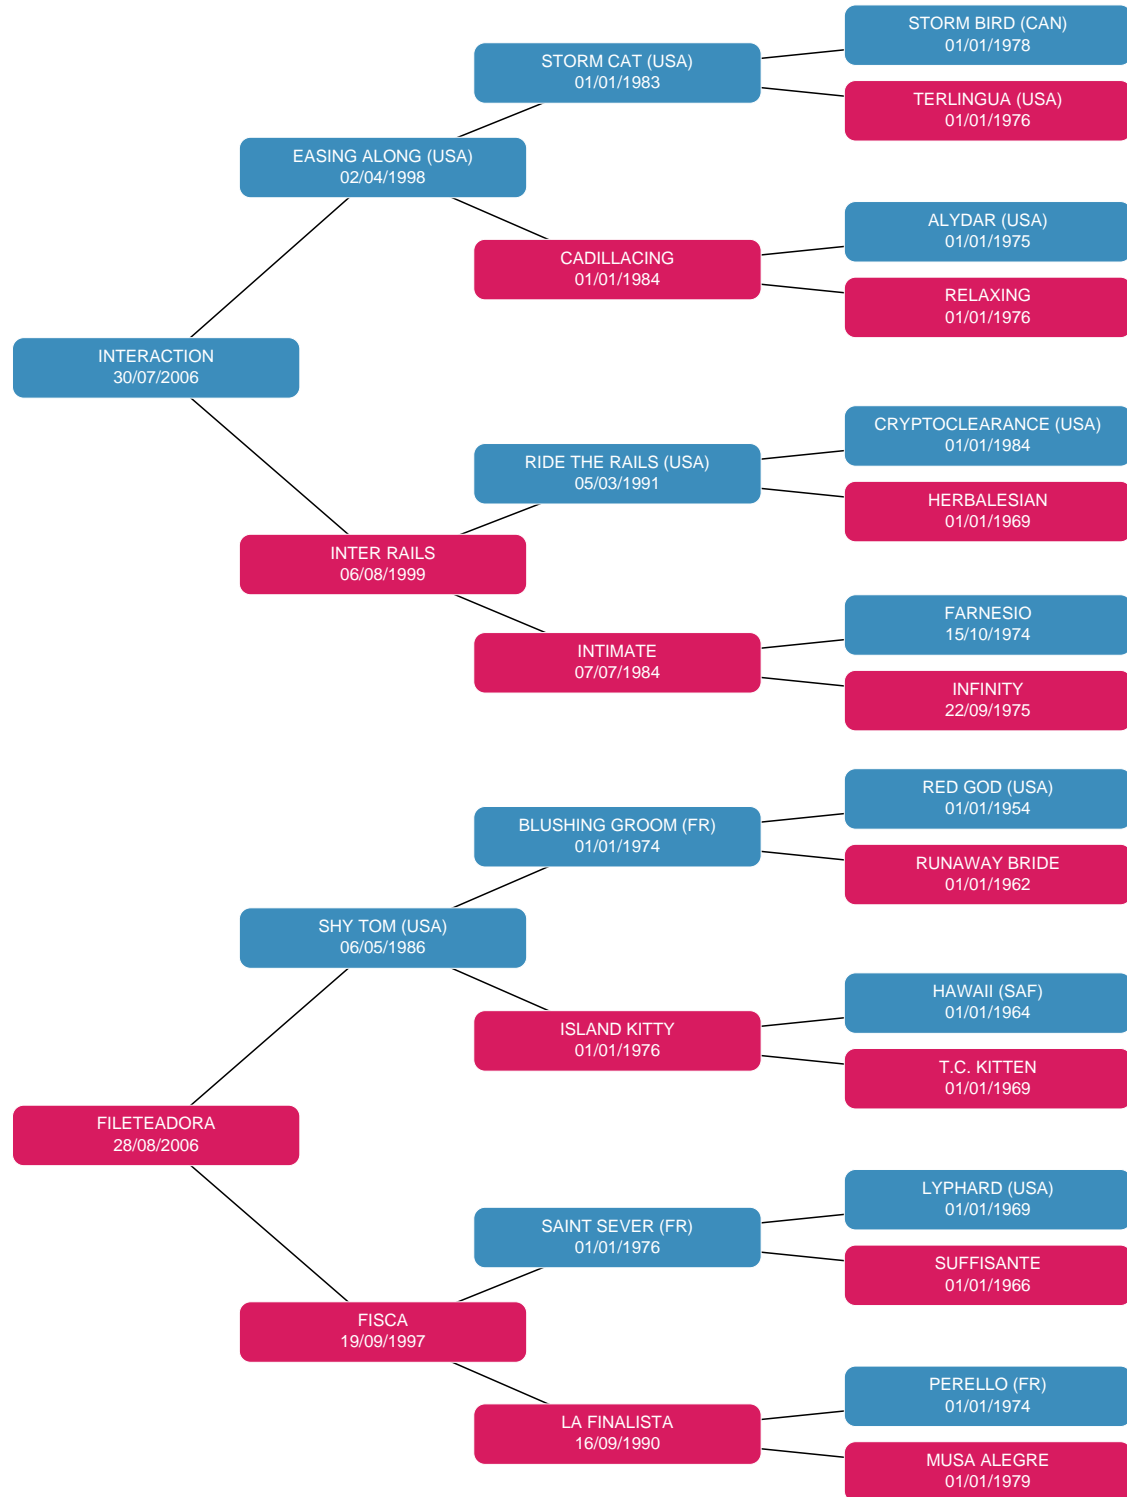 STORM BIRD (CAN)
01/01/1978
STORM CAT (USA)
01/01/1983
TERLINGUA (USA)
01/01/1976
EASING ALONG (USA)
02/04/1998
ALYDAR (USA)
01/01/1975
CADILLACING
01/01/1984
RELAXING
01/01/1976
INTERACTION
30/07/2006
CRYPTOCLEARANCE (USA)
01/01/1984
RIDE THE RAILS (USA)
05/03/1991
HERBALESIAN
01/01/1969
INTER RAILS
06/08/1999
FARNESIO
15/10/1974
INTIMATE
07/07/1984
INFINITY
22/09/1975
RED GOD (USA)
01/01/1954
BLUSHING GROOM (FR)
01/01/1974
RUNAWAY BRIDE
01/01/1962
SHY TOM (USA)
06/05/1986
HAWAII (SAF)
01/01/1964
ISLAND KITTY
01/01/1976
T.C. KITTEN
01/01/1969
FILETEADORA
28/08/2006
LYPHARD (USA)
01/01/1969
SAINT SEVER (FR)
01/01/1976
SUFFISANTE
01/01/1966
FISCA
19/09/1997
PERELLO (FR)
01/01/1974
LA FINALISTA
16/09/1990
MUSA ALEGRE
01/01/1979